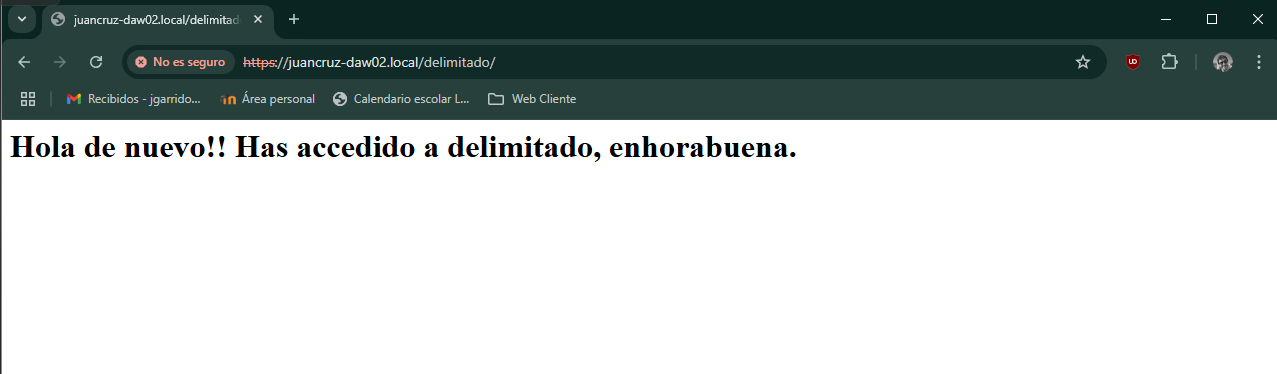 juancruz-daw02.local/delimitado
No es seguro https://juancruz-daw02.local/delimitado/
Recibidos - jgarrido... Área personal Calendario escolar L... Web Cliente
Hola de nuevo!! Has accedido a delimitado, enhorabuena.